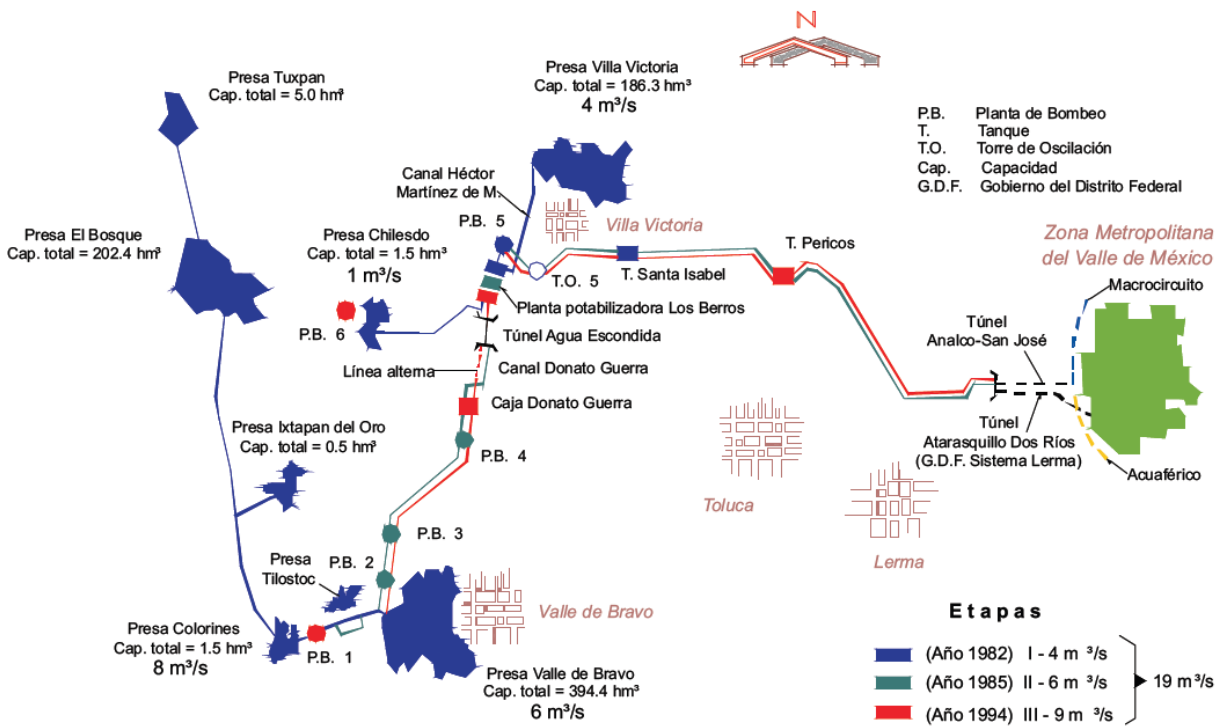 N
Presa Tuxpan
Cap. total = 5.0 hm³
Presa Villa Victoria
Cap. total = 186.3 hm³
4 m³/s
P.B. Planta de Bombeo
T. Tanque
T.O. Torre de Oscilación
Cap. Capacidad
G.D.F. Gobierno del Distrito Federal
Canal Héctor
Martínez de M.
P.B. 5
Villa Victoria
Presa El Bosque
Cap. total = 202.4 hm³
Presa Chilesdo
Cap. total = 1.5 hm³
1 m³/s
P.B. 6
T.O. 5
T. Santa Isabel
T. Pericos
Zona Metropolitana
del Valle de México
Macrocircuito
Planta potabilizadora Los Berros
Túnel Agua Escondida
Línea alterna
Canal Donato Guerra
Caja Donato Guerra
Túnel
Analco-San José
Túnel
Atarasquillo Dos Ríos
(G.D.F. Sistema Lerma)
Acuaférico
Presa Ixtapan del Oro
Cap. total = 0.5 hm³
P.B. 4
Toluca
Lerma
P.B. 3
P.B. 2
Presa
Tilostoc
Valle de Bravo
Presa Colorines
Cap. total = 1.5 hm³
8 m³/s
P.B. 1
Presa Valle de Bravo
Cap. total = 394.4 hm³
6 m³/s
Etapas
(Año 1982) I - 4 m ³/s
(Año 1985) II - 6 m ³/s
(Año 1994) III - 9 m ³/s
19 m³/s